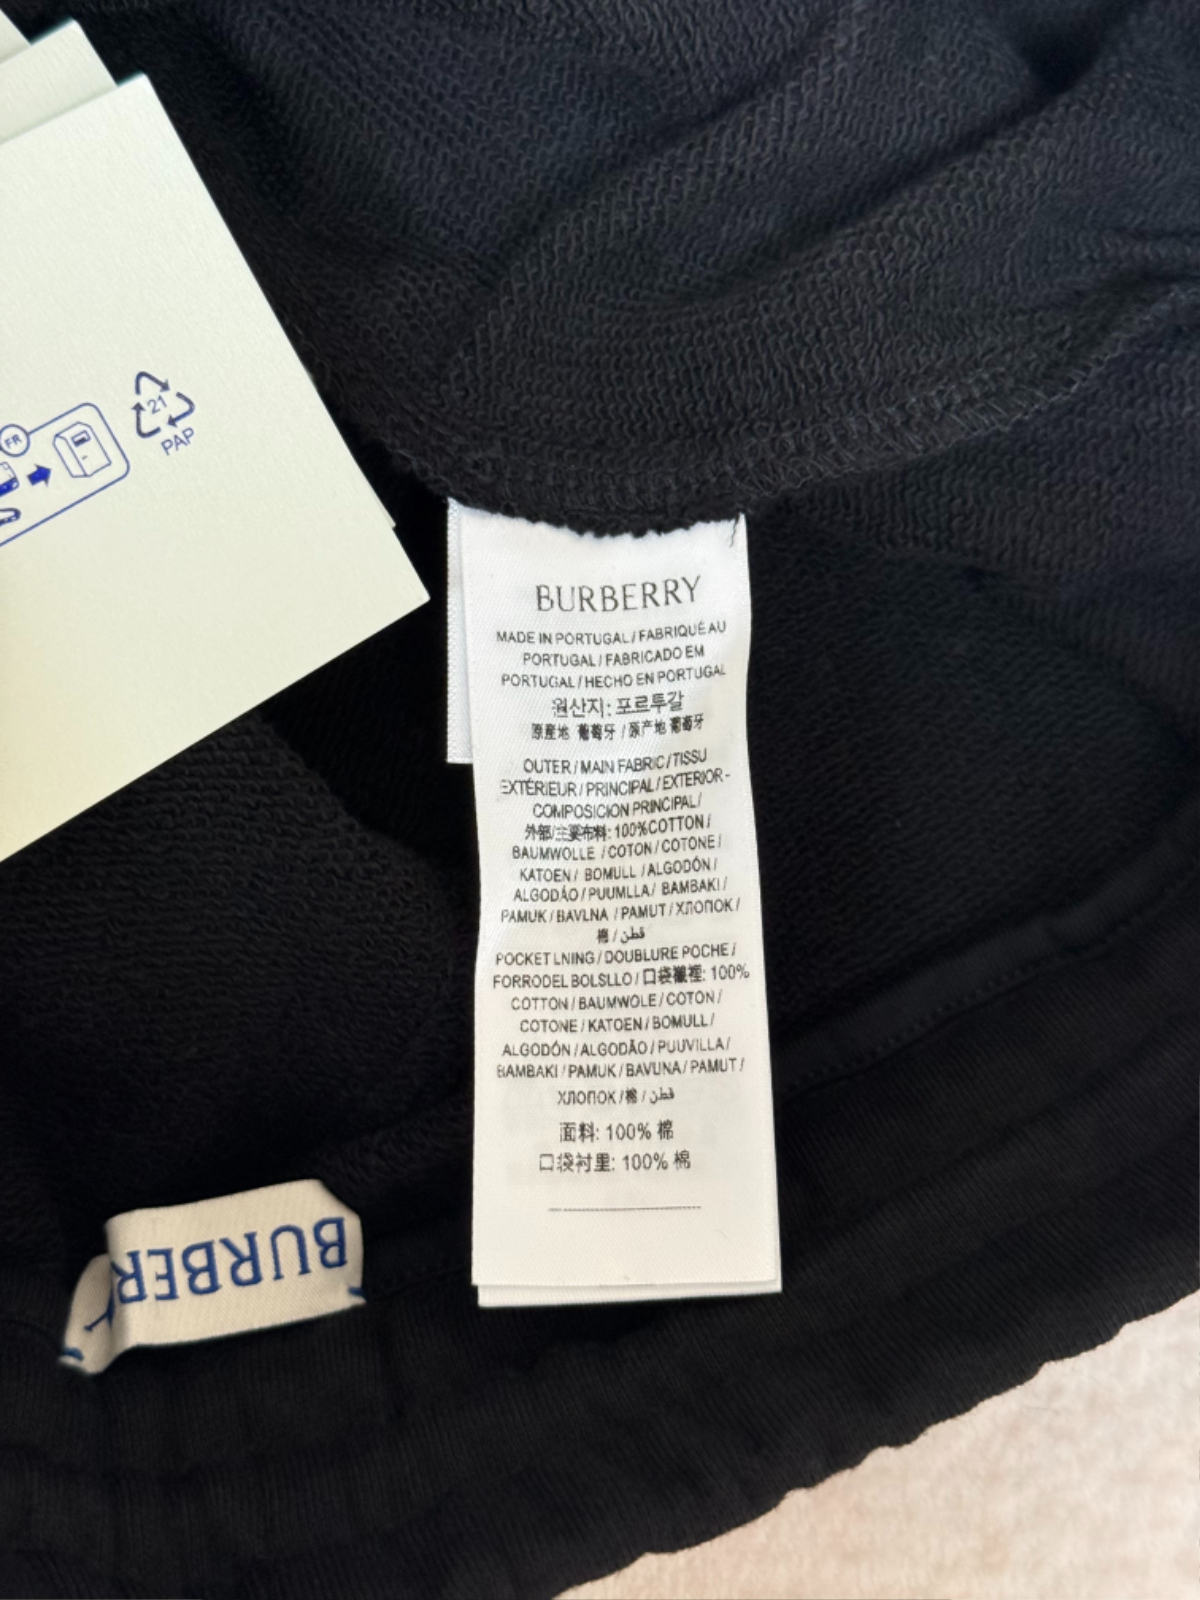 FR
21
PAP
BURBERRY
MADE IN PORTUGAL / FABRIQUÉ AU
PORTUGAL / FABRICADO EM
PORTUGAL / HECHO EN PORTUGAL
원산지: 포르투갈
原産地 葡萄牙 / 原产地 葡萄牙
OUTER / MAIN FABRIC / TISSU
EXTÉRIEUR / PRINCIPAL / EXTERIOR-
COMPOSICION PRINCIPAL /
外部/主要布料: 100% COTTON /
BAUMWOLLE / COTON / COTONE /
KATOEN / BOMULL / ALGODÓN /
ALGODÃO / PUUMLLA / BAMBAKI /
PAMUK / BAVLNA / PAMUT / ХЛОПОК /
棉 / قطن
POCKET LNING / DOUBLURE POCHE /
FORRODEL BOLSLLO / 口袋襯裡: 100%
COTTON / BAUMWOLE / COTON /
COTONE / KATOEN / BOMULL /
ALGODÓN / ALGODÃO / PUUVILLA /
BAMBAKI / PAMUK / BAVUNA / PAMUT /
ХЛОПОК / 棉 / قطن
面料: 100% 棉
口袋衬里: 100% 棉
BURBER